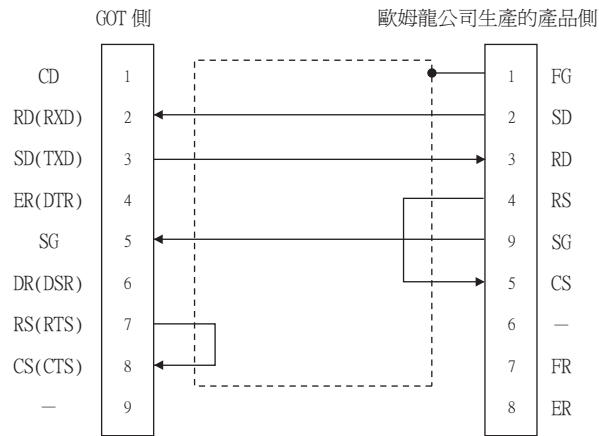 GOT 側 歐姆龍公司生產的產品側
CD 1 1 FG
RD(RXD) 2 2 SD
SD(TXD) 3 3 RD
ER(DTR) 4 4 RS
SG 5 9 SG
DR(DSR) 6 5 CS
RS(RTS) 7 6 —
CS(CTS) 8 7 FR
— 9 8 ER